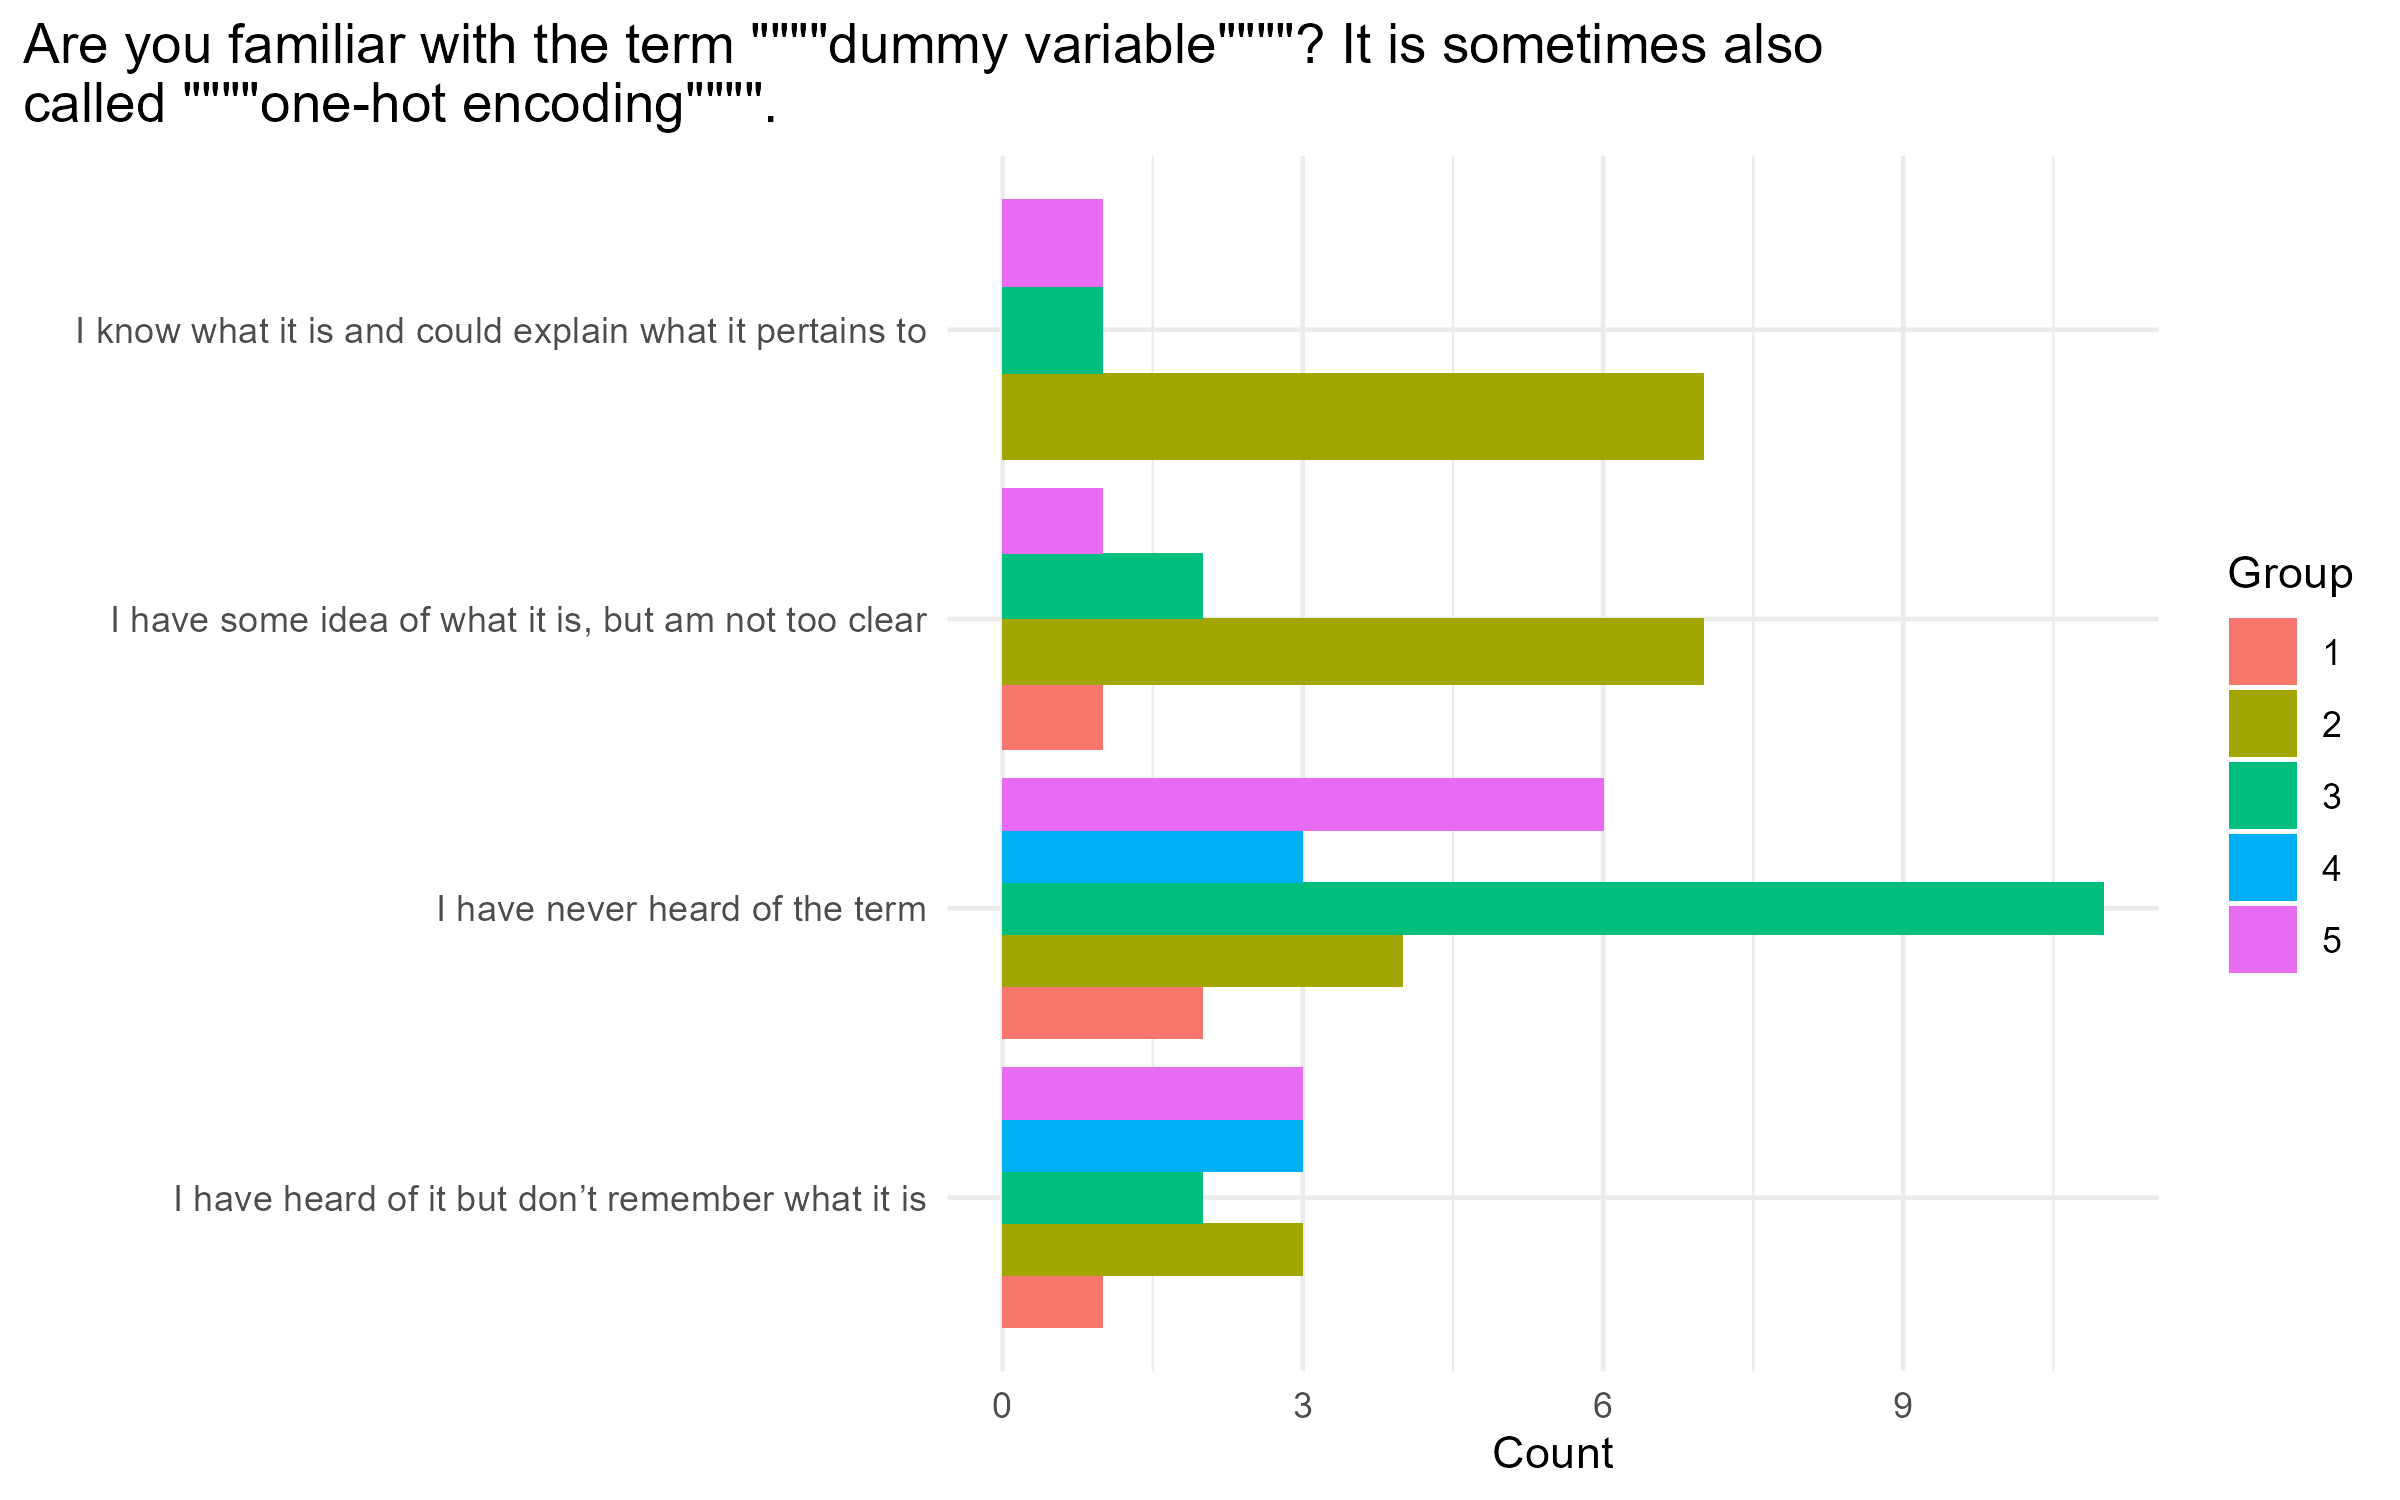 Are you familiar with the term """"dummy variable""""? It is sometimes also
called """"one-hot encoding"""".
I know what it is and could explain what it pertains to
I have some idea of what it is, but am not too clear
I have never heard of the term
I have heard of it but don’t remember what it is
0
3
6
9
Count
Group
1
2
3
4
5